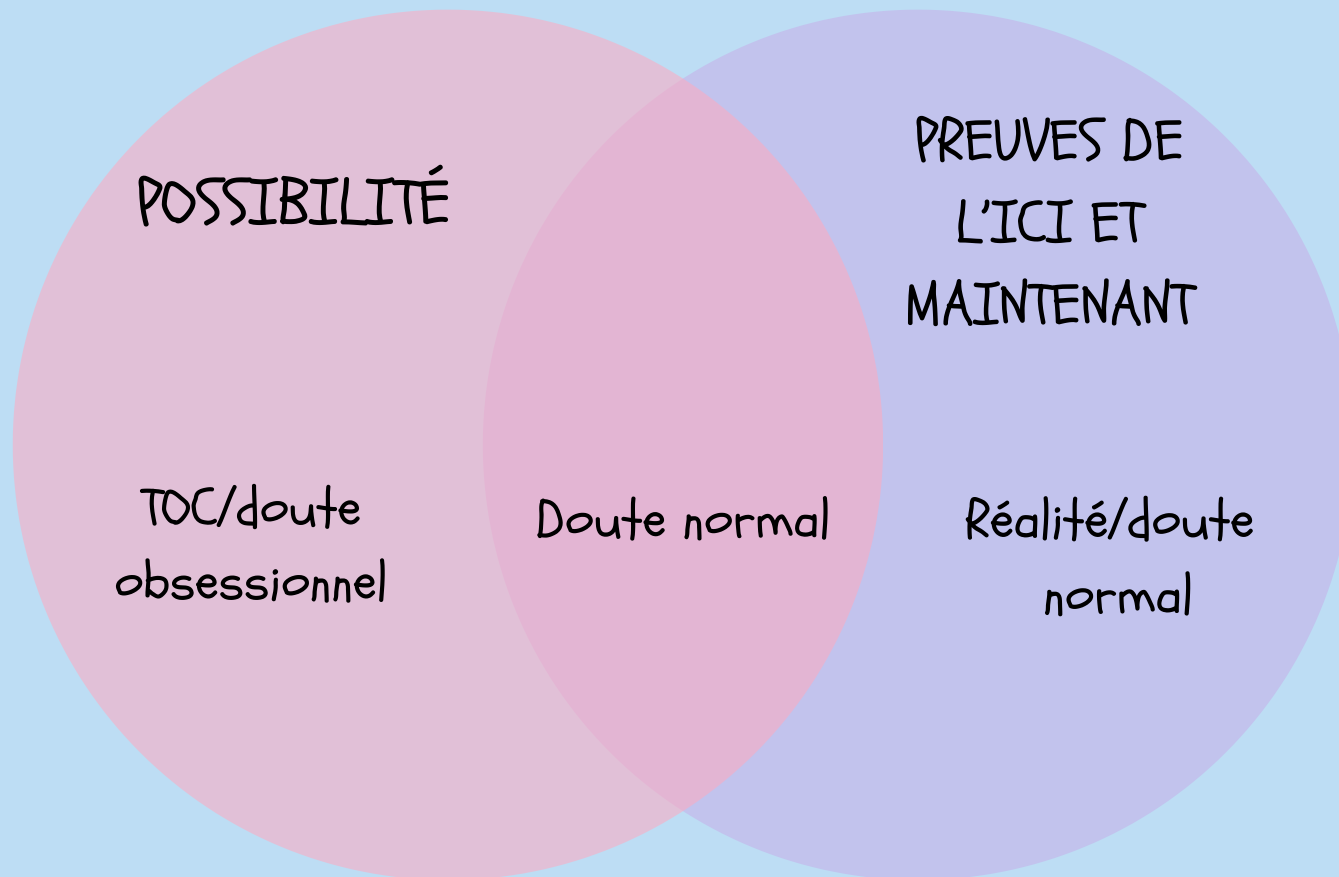 POSSIBILITÉ
TOC/doute
obsessionnel
Doute normal
PREUVES DE
L'ICI ET
MAINTENANT
Réalité/doute
normal